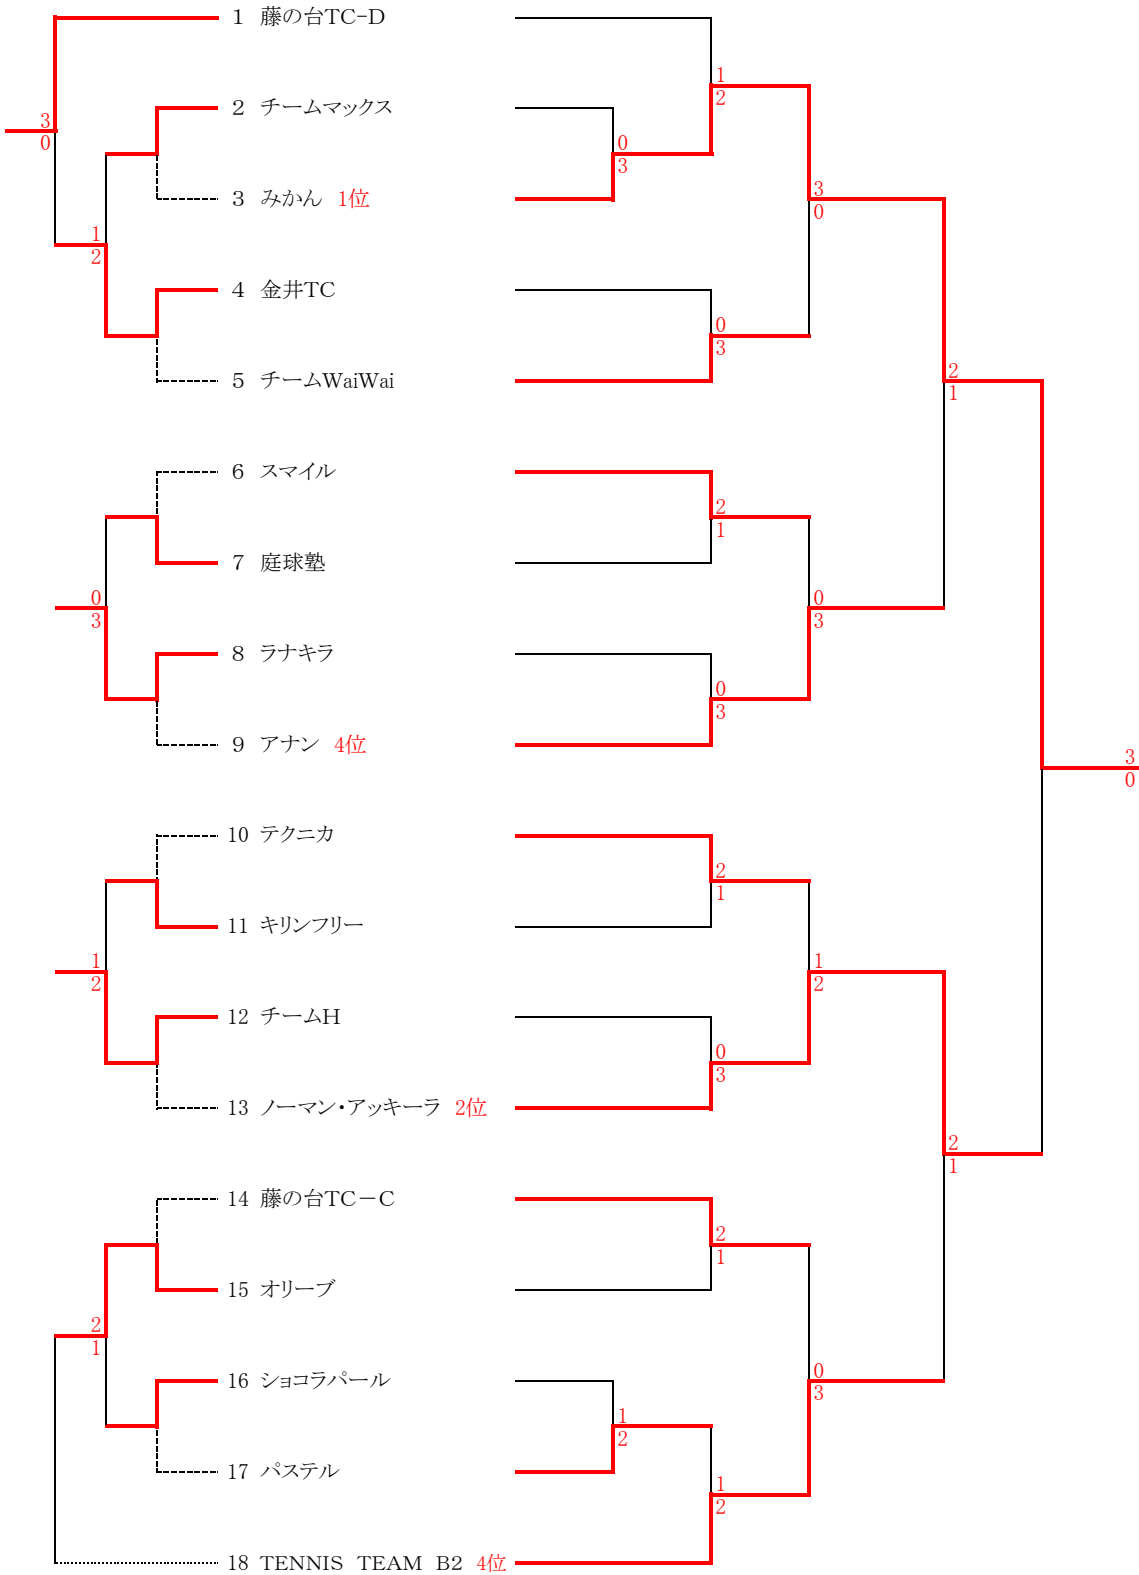 1 藤の台TC-D
1
2 チームマックス
2
3
0
0
3
3 みかん 1位
3
0
1
2
4 金井TC
0
3
5 チームWaiWai
2
1
6 スマイル
2
1
7 庭球塾
0
3
0
3
8 ラナキラ
0
3
9 アナン 4位
3
0
10 テクニカ
2
1
11 キリンフリー
1
2
1
2
12 チームH
0
3
13 ノーマン・アッキーラ 2位
2
1
14 藤の台TC－C
2
1
15 オリーブ
2
1
16 ショコラパール
0
3
1
2
17 パステル
1
2
18 TENNIS TEAM B2 4位